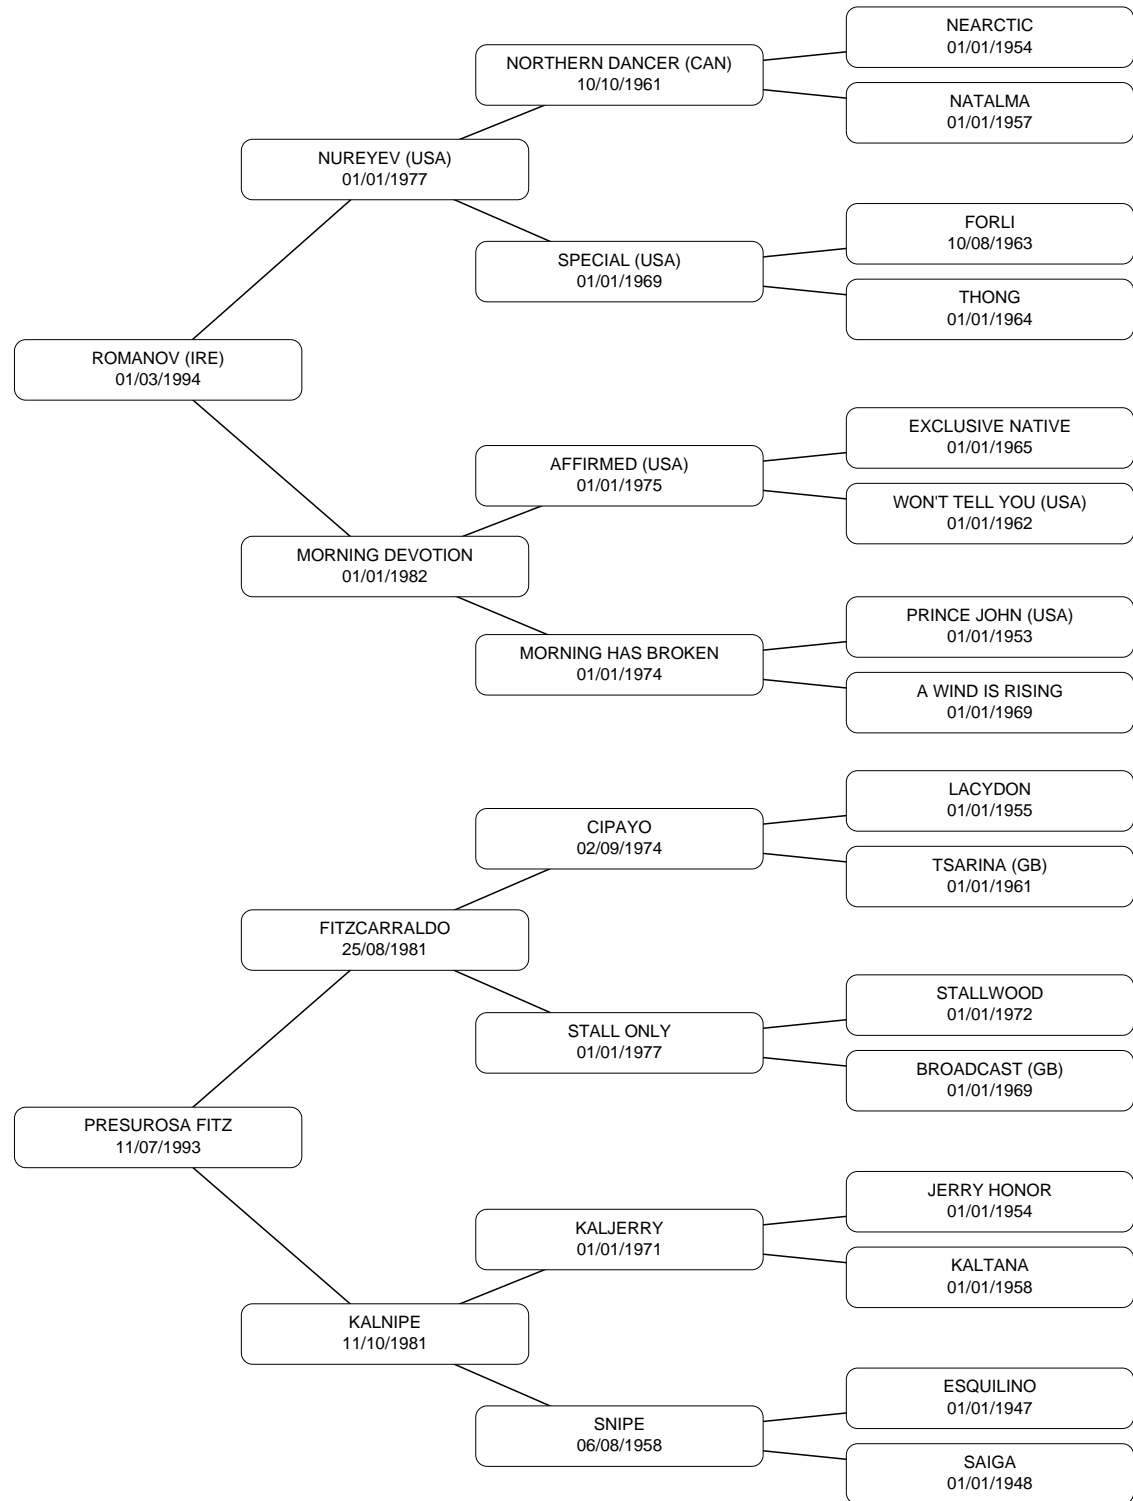 NEARCTIC
01/01/1954
NORTHERN DANCER (CAN)
10/10/1961
NATALMA
01/01/1957
NUREYEV (USA)
01/01/1977
FORLI
10/08/1963
SPECIAL (USA)
01/01/1969
THONG
01/01/1964
ROMANOV (IRE)
01/03/1994
EXCLUSIVE NATIVE
01/01/1965
AFFIRMED (USA)
01/01/1975
WON'T TELL YOU (USA)
01/01/1962
MORNING DEVOTION
01/01/1982
PRINCE JOHN (USA)
01/01/1953
MORNING HAS BROKEN
01/01/1974
A WIND IS RISING
01/01/1969
LACYDON
01/01/1955
CIPAYO
02/09/1974
TSARINA (GB)
01/01/1961
FITZCARRALDO
25/08/1981
STALLWOOD
01/01/1972
STALL ONLY
01/01/1977
BROADCAST (GB)
01/01/1969
PRESUROSA FITZ
11/07/1993
JERRY HONOR
01/01/1954
KALJERRY
01/01/1971
KALTANA
01/01/1958
KALNIPE
11/10/1981
ESQUILINO
01/01/1947
SNIPE
06/08/1958
SAIGA
01/01/1948